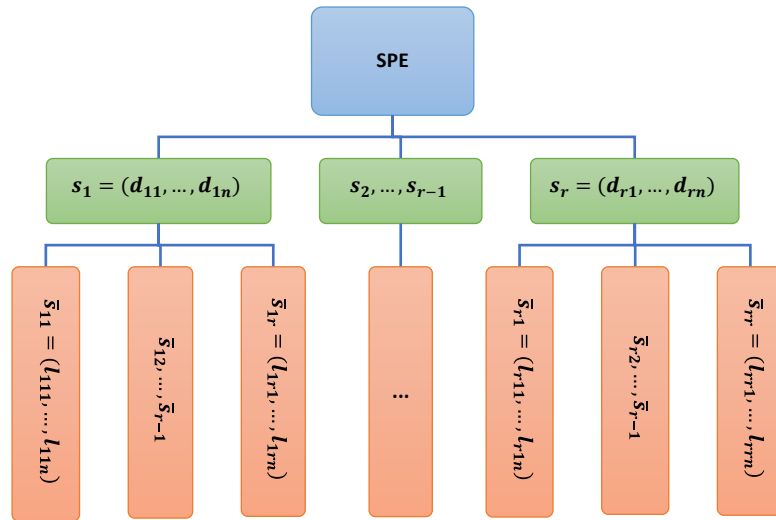 SPE
s₁ = (d₁₁, …, d₁ₙ)
s₂, …, sᵣ₋₁
sᵣ = (dᵣ₁, …, dᵣₙ)
s̄₁₁ = (l₁₁₁, …, l₁₁ₙ)
s̄₁₂, …, s̄ᵣ₋₁
s̄₁ᵣ = (l₁ᵣ₁, …, l₁ᵣₙ)
...
s̄ᵣ₁ = (lᵣ₁₁, …, lᵣ₁ₙ)
s̄ᵣ₂, …, s̄ᵣ₋₁
s̄ᵣᵣ = (lᵣᵣ₁, …, lᵣᵣₙ)